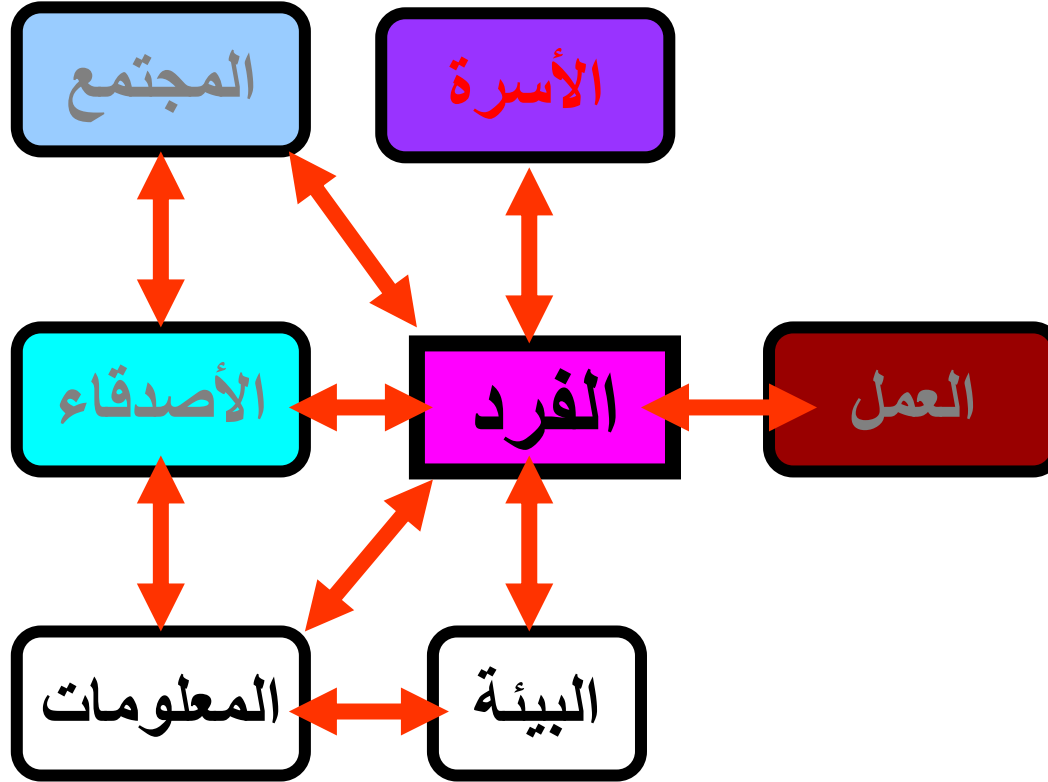 الأسرة
المجتمع
العمل
الفرد
الأصدقاء
البيئة
المعلومات